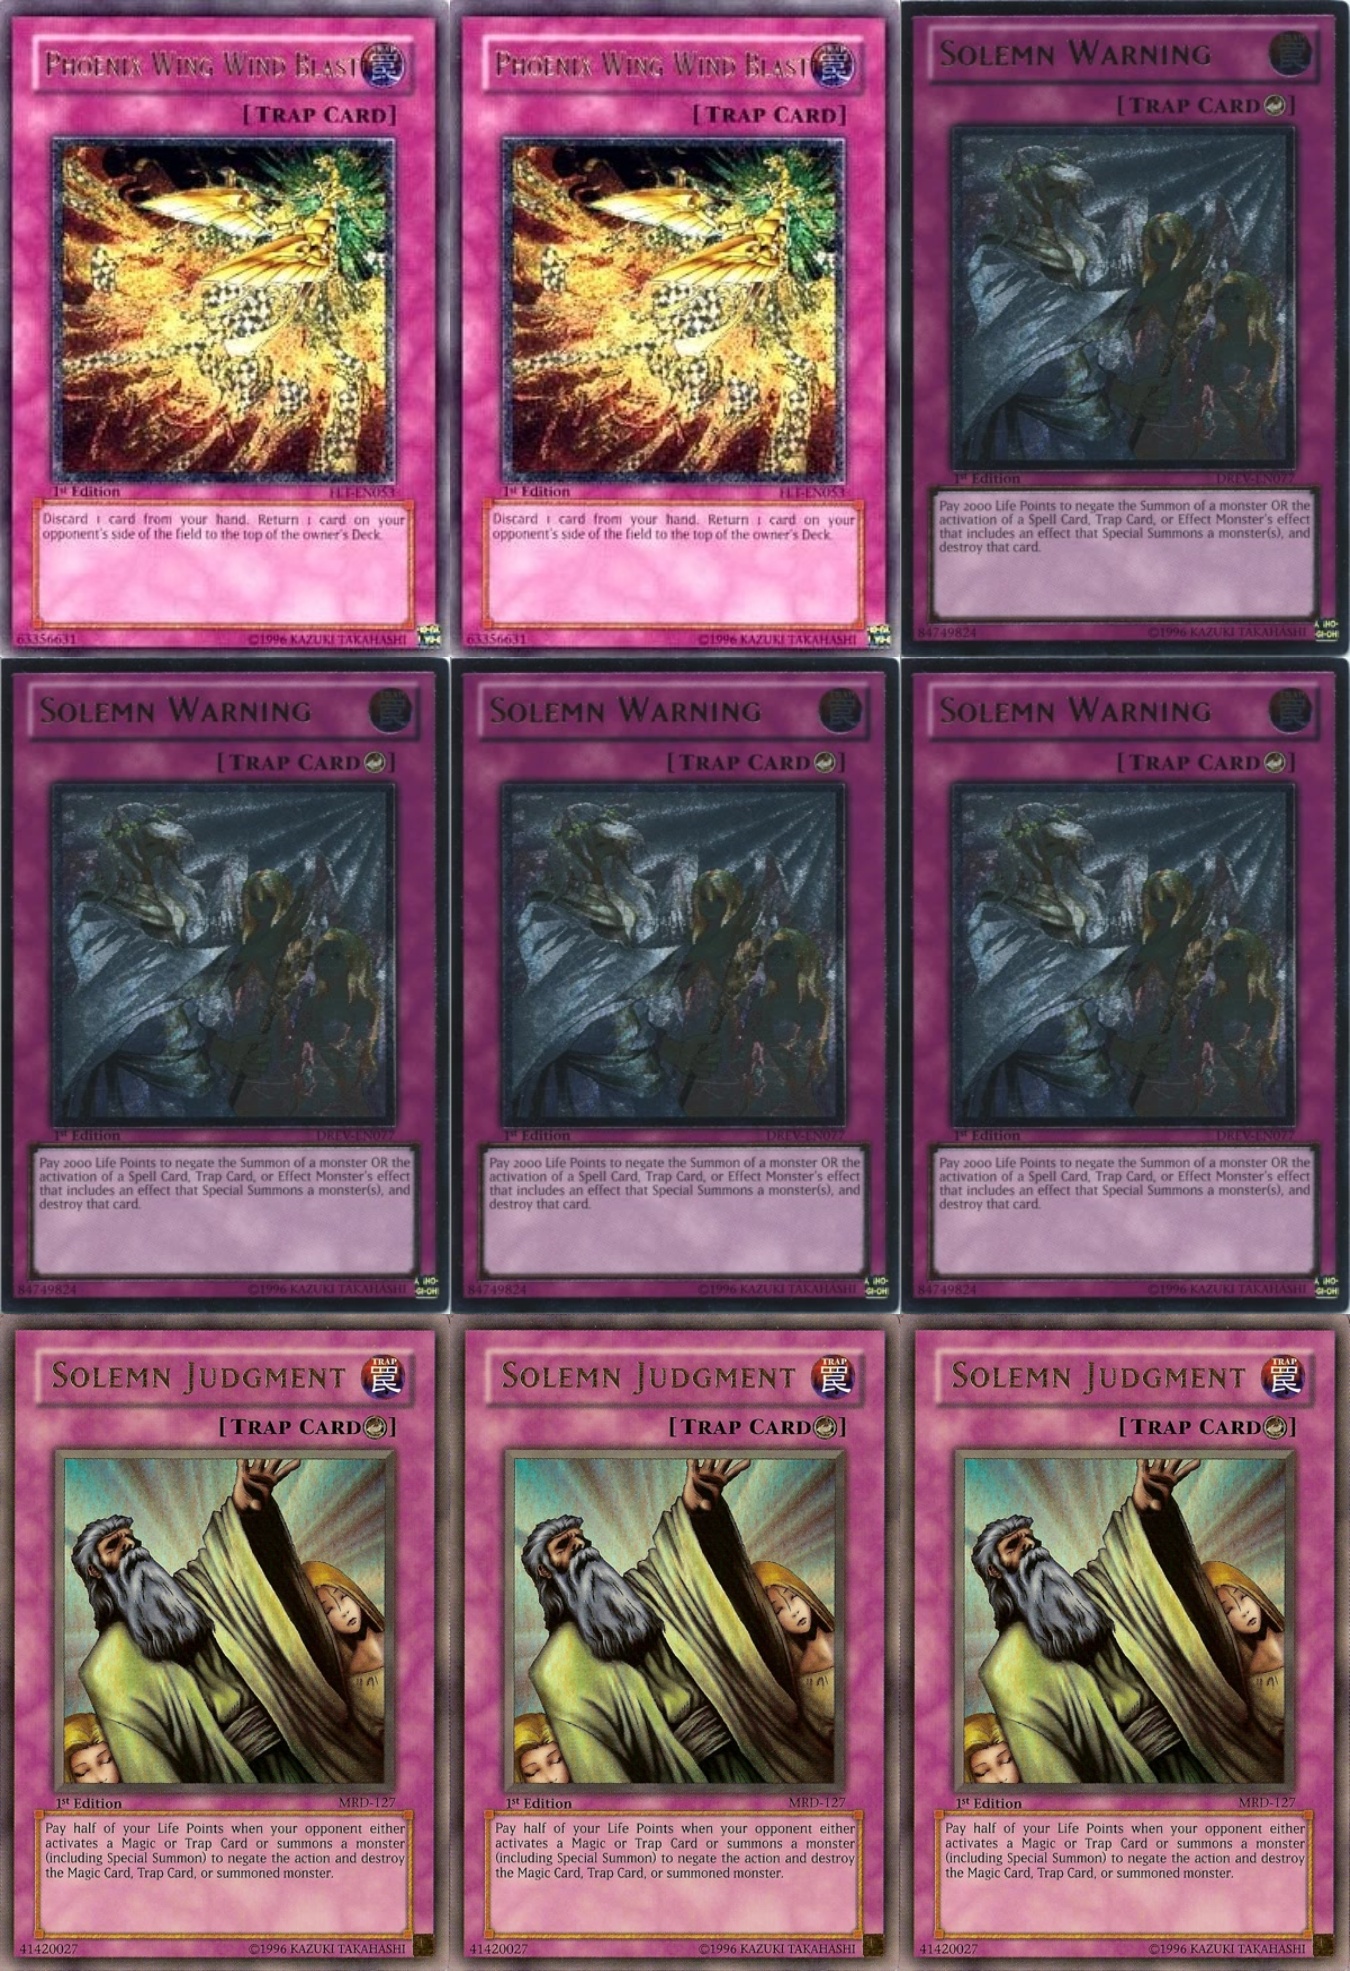 PHOENIX WING WIND BLAST
TRAP
罠
[TRAP CARD]
1st Edition
FET-EN053
Discard 1 card from your hand. Return 1 card on your
opponent's side of the field to the top of the owner's Deck.
63356631
©1996 KAZUKI TAKAHASHI
PHOENIX WING WIND BLAST
TRAP
罠
[TRAP CARD]
1st Edition
FET-EN053
Discard 1 card from your hand. Return 1 card on your
opponent's side of the field to the top of the owner's Deck.
63356631
©1996 KAZUKI TAKAHASHI
SOLEMN WARNING
TRAP
罠
[TRAP CARD]
1st Edition
DREV-EN077
Pay 2000 Life Points to negate the Summon of a monster OR the
activation of a Spell Card, Trap Card, or Effect Monster's effect
that includes an effect that Special Summons a monster(s), and
destroy that card.
84749824
©1996 KAZUKI TAKAHASHI
SOLEMN WARNING
TRAP
罠
[TRAP CARD]
1st Edition
DREV-EN077
Pay 2000 Life Points to negate the Summon of a monster OR the
activation of a Spell Card, Trap Card, or Effect Monster's effect
that includes an effect that Special Summons a monster(s), and
destroy that card.
84749824
©1996 KAZUKI TAKAHASHI
SOLEMN WARNING
TRAP
罠
[TRAP CARD]
1st Edition
DREV-EN077
Pay 2000 Life Points to negate the Summon of a monster OR the
activation of a Spell Card, Trap Card, or Effect Monster's effect
that includes an effect that Special Summons a monster(s), and
destroy that card.
84749824
©1996 KAZUKI TAKAHASHI
SOLEMN WARNING
TRAP
罠
[TRAP CARD]
1st Edition
DREV-EN077
Pay 2000 Life Points to negate the Summon of a monster OR the
activation of a Spell Card, Trap Card, or Effect Monster's effect
that includes an effect that Special Summons a monster(s), and
destroy that card.
84749824
©1996 KAZUKI TAKAHASHI
SOLEMN JUDGMENT
TRAP
罠
[TRAP CARD]
1st Edition
MRD-127
Pay half of your Life Points when your opponent either
activates a Magic or Trap Card or summons a monster
(including Special Summon) to negate the action and destroy
the Magic Card, Trap Card, or summoned monster.
41420027
©1996 KAZUKI TAKAHASHI
SOLEMN JUDGMENT
TRAP
罠
[TRAP CARD]
1st Edition
MRD-127
Pay half of your Life Points when your opponent either
activates a Magic or Trap Card or summons a monster
(including Special Summon) to negate the action and destroy
the Magic Card, Trap Card, or summoned monster.
41420027
©1996 KAZUKI TAKAHASHI
SOLEMN JUDGMENT
TRAP
罠
[TRAP CARD]
1st Edition
MRD-127
Pay half of your Life Points when your opponent either
activates a Magic or Trap Card or summons a monster
(including Special Summon) to negate the action and destroy
the Magic Card, Trap Card, or summoned monster.
41420027
©1996 KAZUKI TAKAHASHI